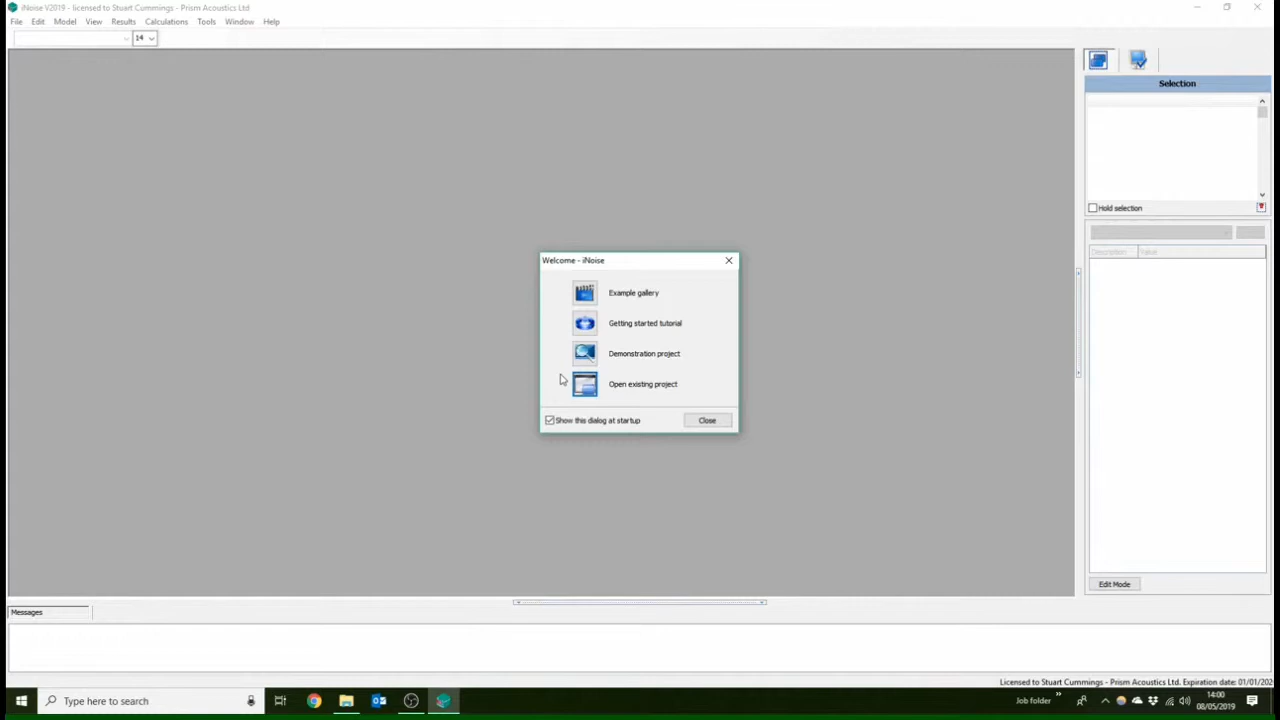 iNoise V2019 - licensed to Stuart Cummings - Prism Acoustics Ltd
File Edit Model View Results Calculations Tools Window Help
14
Selection
Hold selection
Description Value
Welcome - iNoise
Example gallery
Getting started tutorial
Demonstration project
Open existing project
Show this dialog at startup Close
Edit Mode
Messages
Licensed to Stuart Cummings - Prism Acoustics Ltd. Expiration date: 01/01/202
Type here to search
Job folder
14:00
08/05/2019